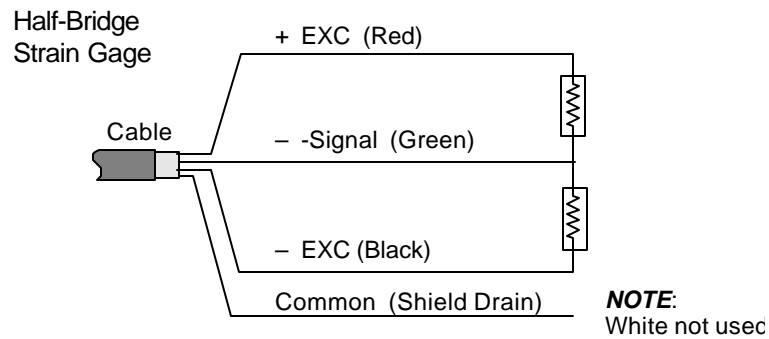 Half-Bridge
Strain Gage
+ EXC (Red)
Cable
– -Signal (Green)
– EXC (Black)
Common (Shield Drain)
NOTE:
White not used